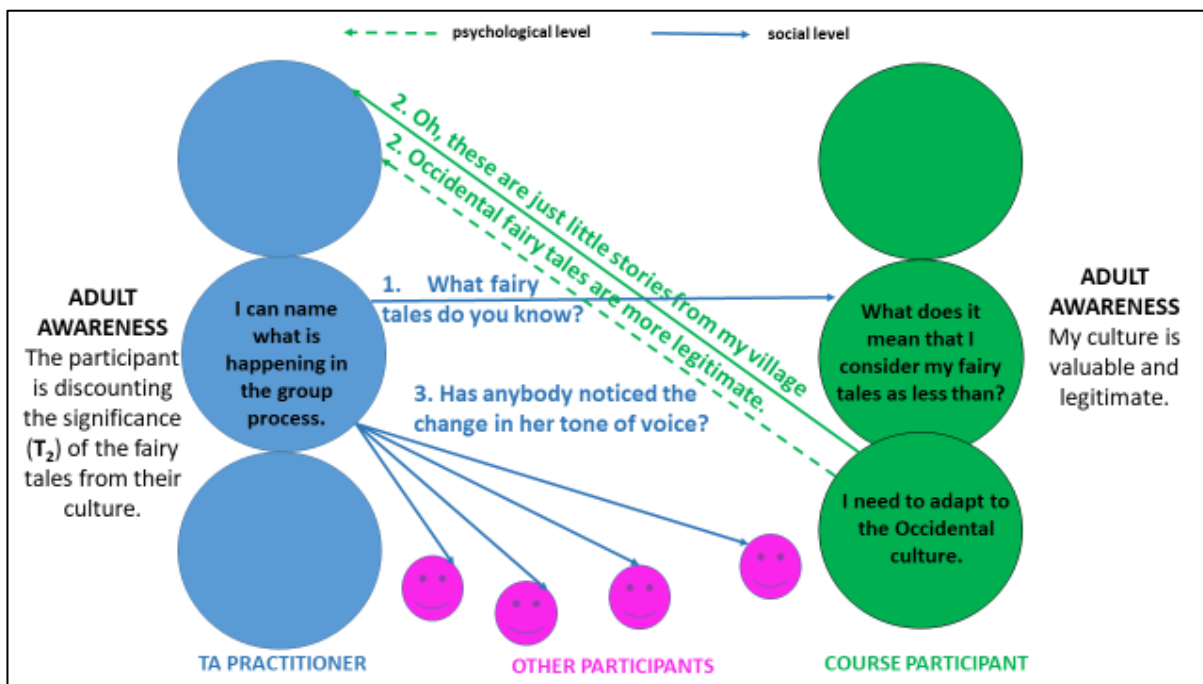 psychological level
social level
2. Oh, these are just little stories from my village
2. Occidental fairy tales are more legitimate.
ADULT
AWARENESS
The participant
is discounting
the significance
(T₂) of the fairy
tales from their
culture.
I can name
what is
happening in
the group
process.
1. What fairy
tales do you know?
3. Has anybody noticed the
change in her tone of voice?
What does it
mean that I
consider my fairy
tales as less than?
I need to adapt to
the Occidental
culture.
ADULT
AWARENESS
My culture is
valuable and
legitimate.
TA PRACTITIONER
OTHER PARTICIPANTS
COURSE PARTICIPANT